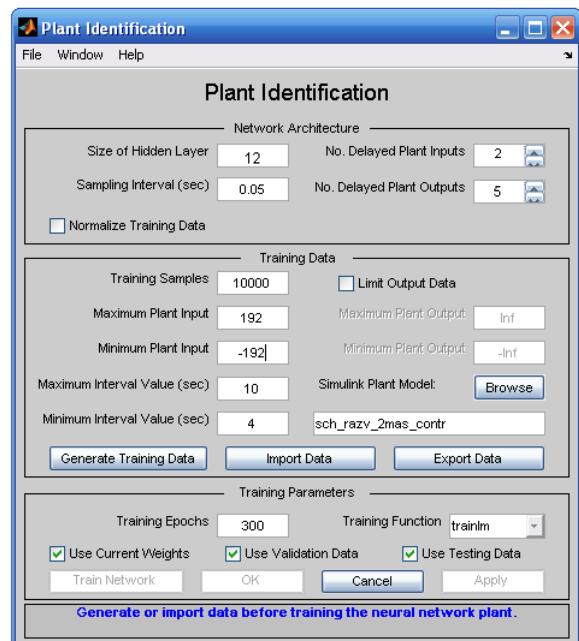 Plant Identification
File Window Help
Plant Identification
Network Architecture
Size of Hidden Layer 12 No. Delayed Plant Inputs 2
Sampling Interval (sec) 0.05 No. Delayed Plant Outputs 5
Normalize Training Data
Training Data
Training Samples 10000 Limit Output Data
Maximum Plant Input 192 Maximum Plant Output Inf
Minimum Plant Input -192 Minimum Plant Output -Inf
Maximum Interval Value (sec) 10 Simulink Plant Model: Browse
Minimum Interval Value (sec) 4 sch_razv_2mas_contr
Generate Training Data Import Data Export Data
Training Parameters
Training Epochs 300 Training Function trainlm
Use Current Weights Use Validation Data Use Testing Data
Train Network OK Cancel Apply
Generate or import data before training the neural network plant.